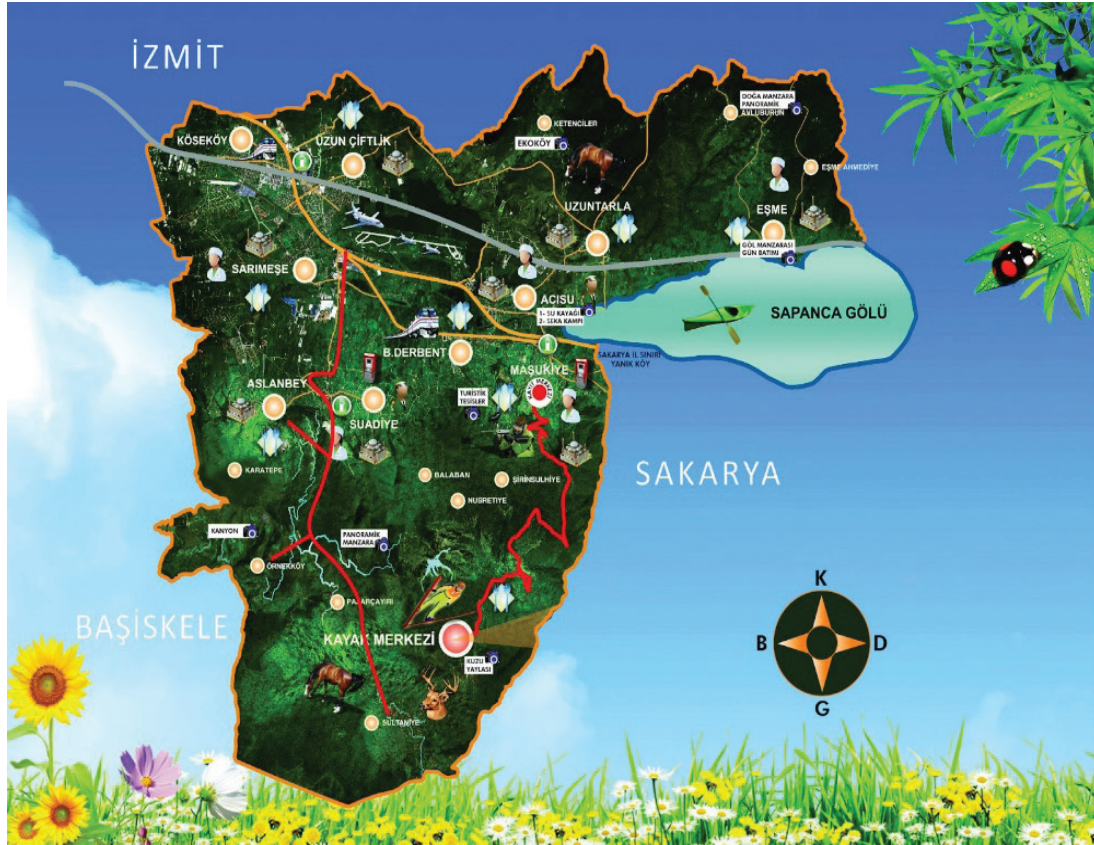 İZMİT
KÖSEKÖY
UZUN ÇİFTLİK
KETENCİLER
EKOKÖY
DOĞA MANZARA
PANORAMİK
AVLUBURUN
EŞME AHMEDİYE
UZUNTARLA
EŞME
GÖL MANZARASI
GÜN BATIMI
SARIMEŞE
ACISU
1- SU KAYAĞI
2- SEKA KAMPI
SAPANCA GÖLÜ
B.DERBENT
SAKARYA İL SINIRI
YANIK KÖY
MAŞUKİYE
ASLANBEY
SUADİYE
TURİSTİK
TESİSLER
KARATEPE
BALABAN
ŞİRİNSULHİYE
NUSRETİYE
SAKARYA
KANYON
PANORAMİK
MANZARA
ÖRNEKKÖY
BAŞİSKELE
KAYAK MERKEZİ
KUZU
YAYLASI
SULTANİYE
K
B
D
G